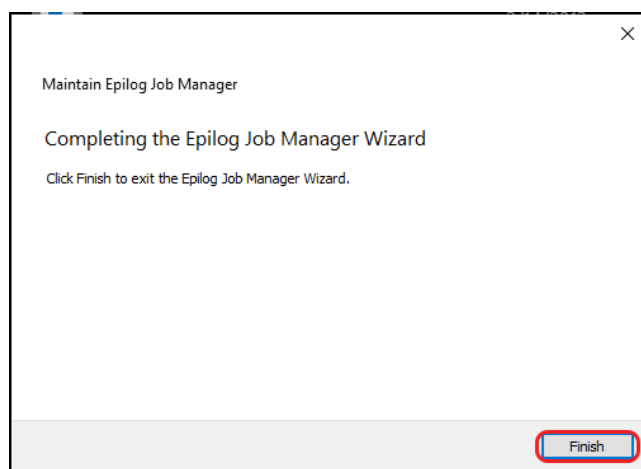 Maintain Epilog Job Manager
Completing the Epilog Job Manager Wizard
Click Finish to exit the Epilog Job Manager Wizard.
Finish